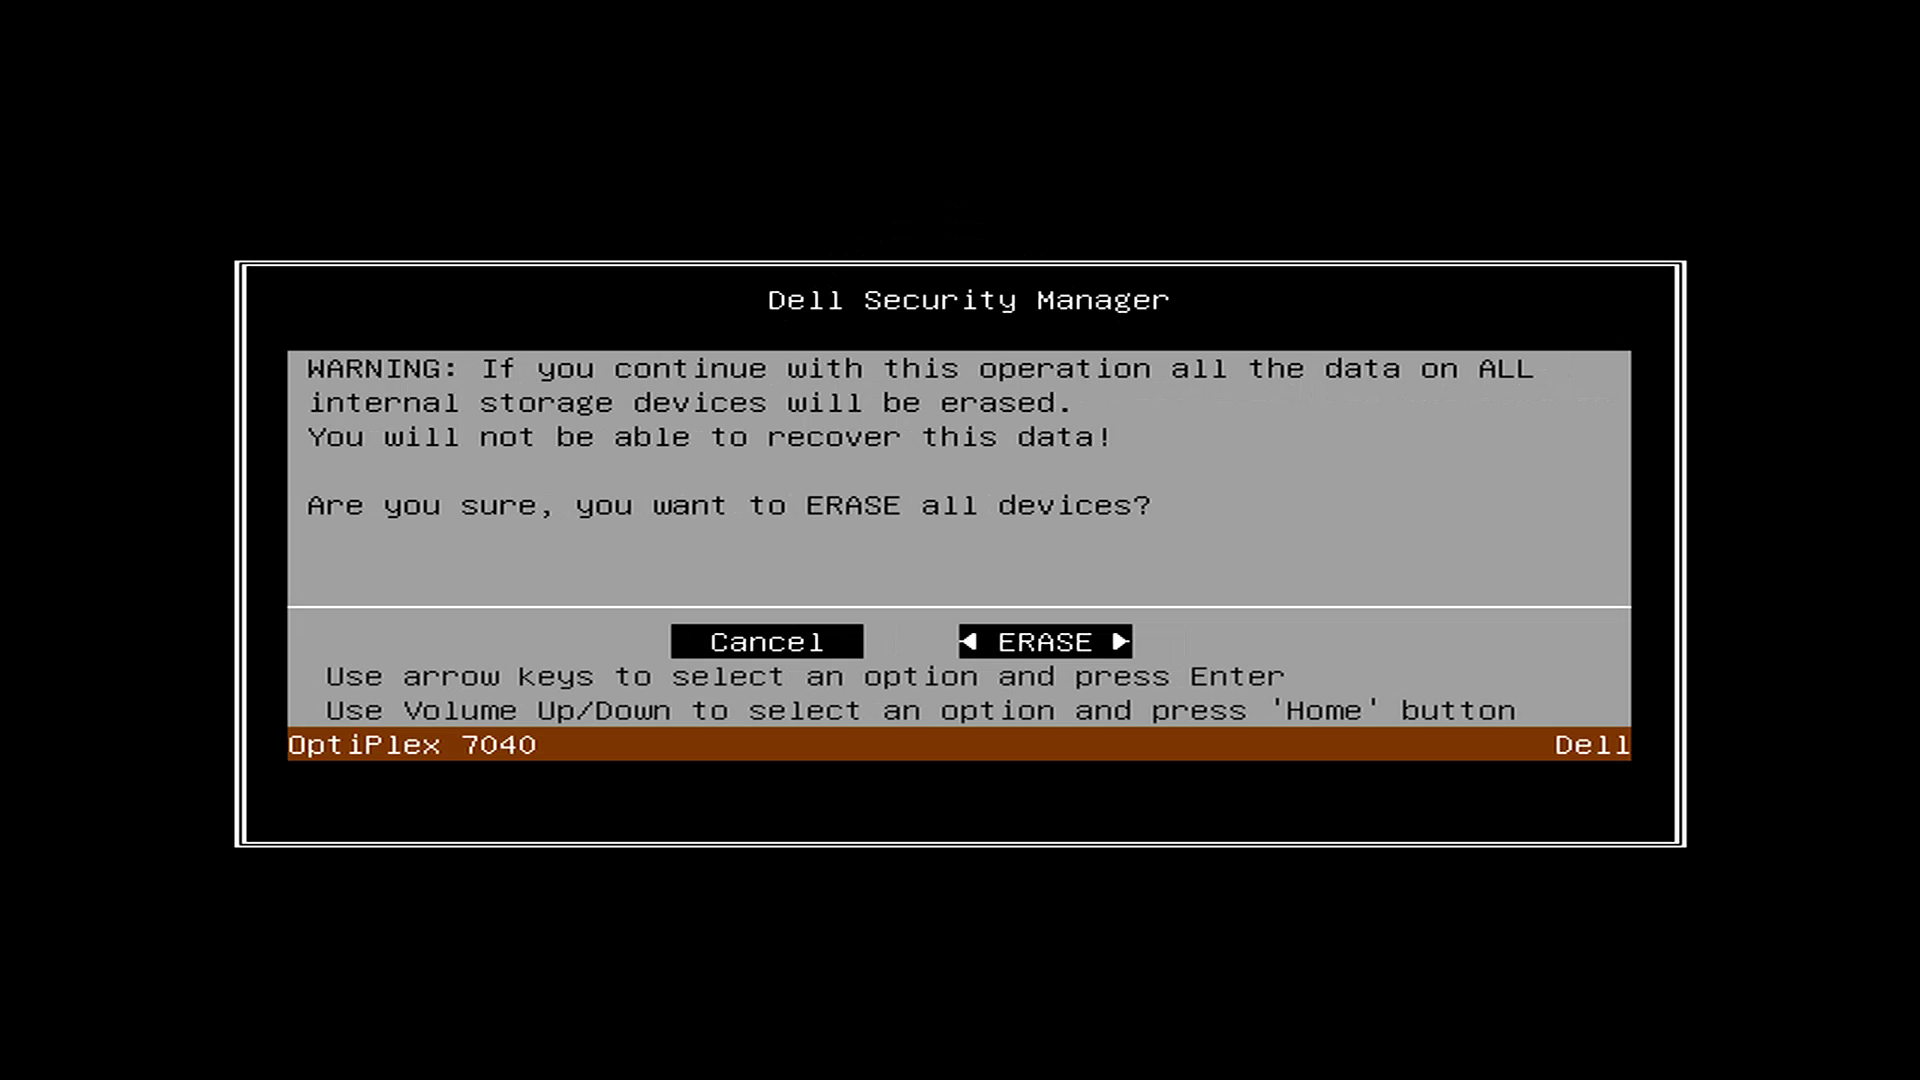 Dell Security Manager
WARNING: If you continue with this operation all the data on ALL
internal storage devices will be erased.
You will not be able to recover this data!
Are you sure, you want to ERASE all devices?
Cancel ◀ ERASE ▶
Use arrow keys to select an option and press Enter
Use Volume Up/Down to select an option and press 'Home' button
OptiPlex 7040 Dell